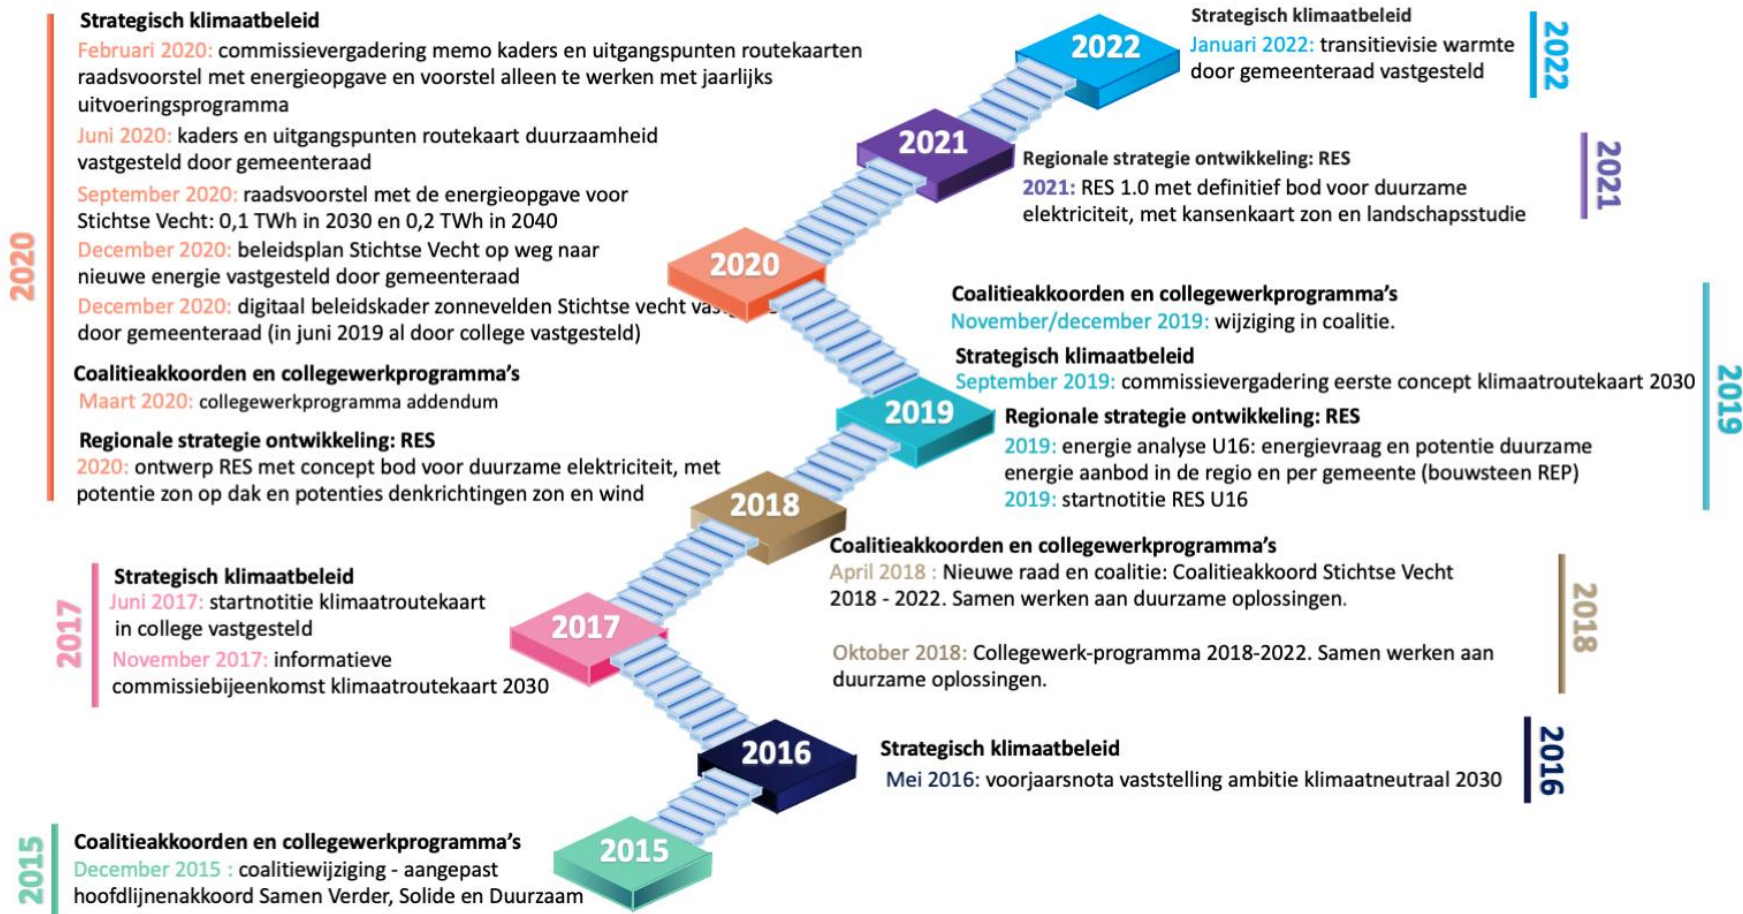 Strategisch klimaatbeleid
Februari 2020: commissievergadering memo kaders en uitgangspunten routekaarten
raadsvoorstel met energieopgave en voorstel alleen te werken met jaarlijks
uitvoeringsprogramma
Juni 2020: kaders en uitgangspunten routekaart duurzaamheid
vastgesteld door gemeenteraad
September 2020: raadsvoorstel met de energieopgave voor
Stichtse Vecht: 0,1 TWh in 2030 en 0,2 TWh in 2040
December 2020: beleidsplan Stichtse Vecht op weg naar
nieuwe energie vastgesteld door gemeenteraad
December 2020: digitaal beleidskader zonnevelden Stichtse vecht
door gemeenteraad (in juni 2019 al door college vastgesteld)
Coalitieakkoorden en collegewerkprogramma's
Maart 2020: collegewerkprogramma addendum
Regionale strategie ontwikkeling: RES
2020: ontwerp RES met concept bod voor duurzame elektriciteit, met
potentie zon op dak en potenties denkrichtingen zon en wind
2020
Strategisch klimaatbeleid
Juni 2017: startnotitie klimaatroutekaart
in college vastgesteld
November 2017: informatieve
commissiebijeenkomst klimaatroutekaart 2030
2017
Coalitieakkoorden en collegewerkprogramma's
December 2015 : coalitiewijziging - aangepast
hoofdlijnenakkoord Samen Verder, Solide en Duurzaam
2015
2022
2021
2020
2019
2018
2017
2016
2015
Strategisch klimaatbeleid
Januari 2022: transitievisie warmte
door gemeenteraad vastgesteld
2022
Regionale strategie ontwikkeling: RES
2021: RES 1.0 met definitief bod voor duurzame
elektriciteit, met kansenkaart zon en landschapsstudie
2021
Coalitieakkoorden en collegewerkprogramma's
November/december 2019: wijziging in coalitie.
Strategisch klimaatbeleid
September 2019: commissievergadering eerste concept klimaatroutekaart 2030
Regionale strategie ontwikkeling: RES
2019: energie analyse U16: energievraag en potentie duurzame
energie aanbod in de regio en per gemeente (bouwsteen REP)
2019: startnotitie RES U16
2019
Coalitieakkoorden en collegewerkprogramma's
April 2018 : Nieuwe raad en coalitie: Coalitieakkoord Stichtse Vecht
2018 - 2022. Samen werken aan duurzame oplossingen.
Oktober 2018: Collegewerk-programma 2018-2022. Samen werken aan
duurzame oplossingen.
2018
Strategisch klimaatbeleid
Mei 2016: voorjaarsnota vaststelling ambitie klimaatneutraal 2030
2016